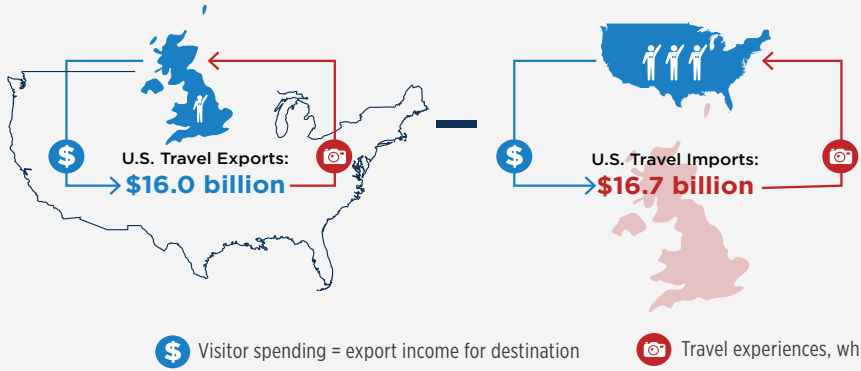 U.S. Travel Exports:
$16.0 billion
U.S. Travel Imports:
$16.7 billion
$
$
$ Visitor spending = export income for destination
Travel experiences, wh